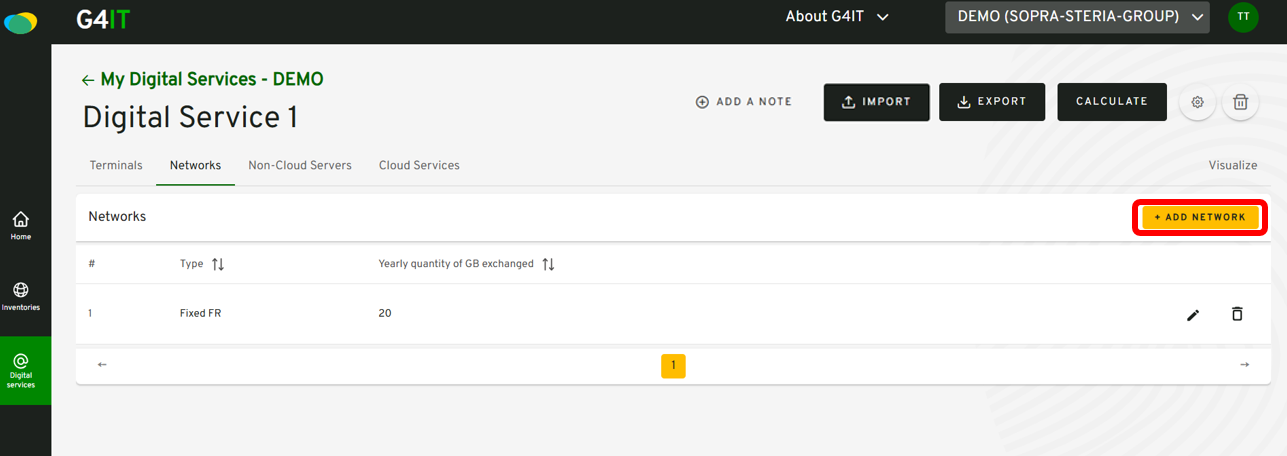 G4IT
About G4IT
DEMO (SOPRA-STERIA-GROUP)
TT
← My Digital Services - DEMO
Digital Service 1
ADD A NOTE
IMPORT
EXPORT
CALCULATE
Terminals
Networks
Non-Cloud Servers
Cloud Services
Visualize
Home
Inventories
Digital
services
Networks
+ ADD NETWORK
# Type Yearly quantity of GB exchanged
1 Fixed FR 20
← 1 →